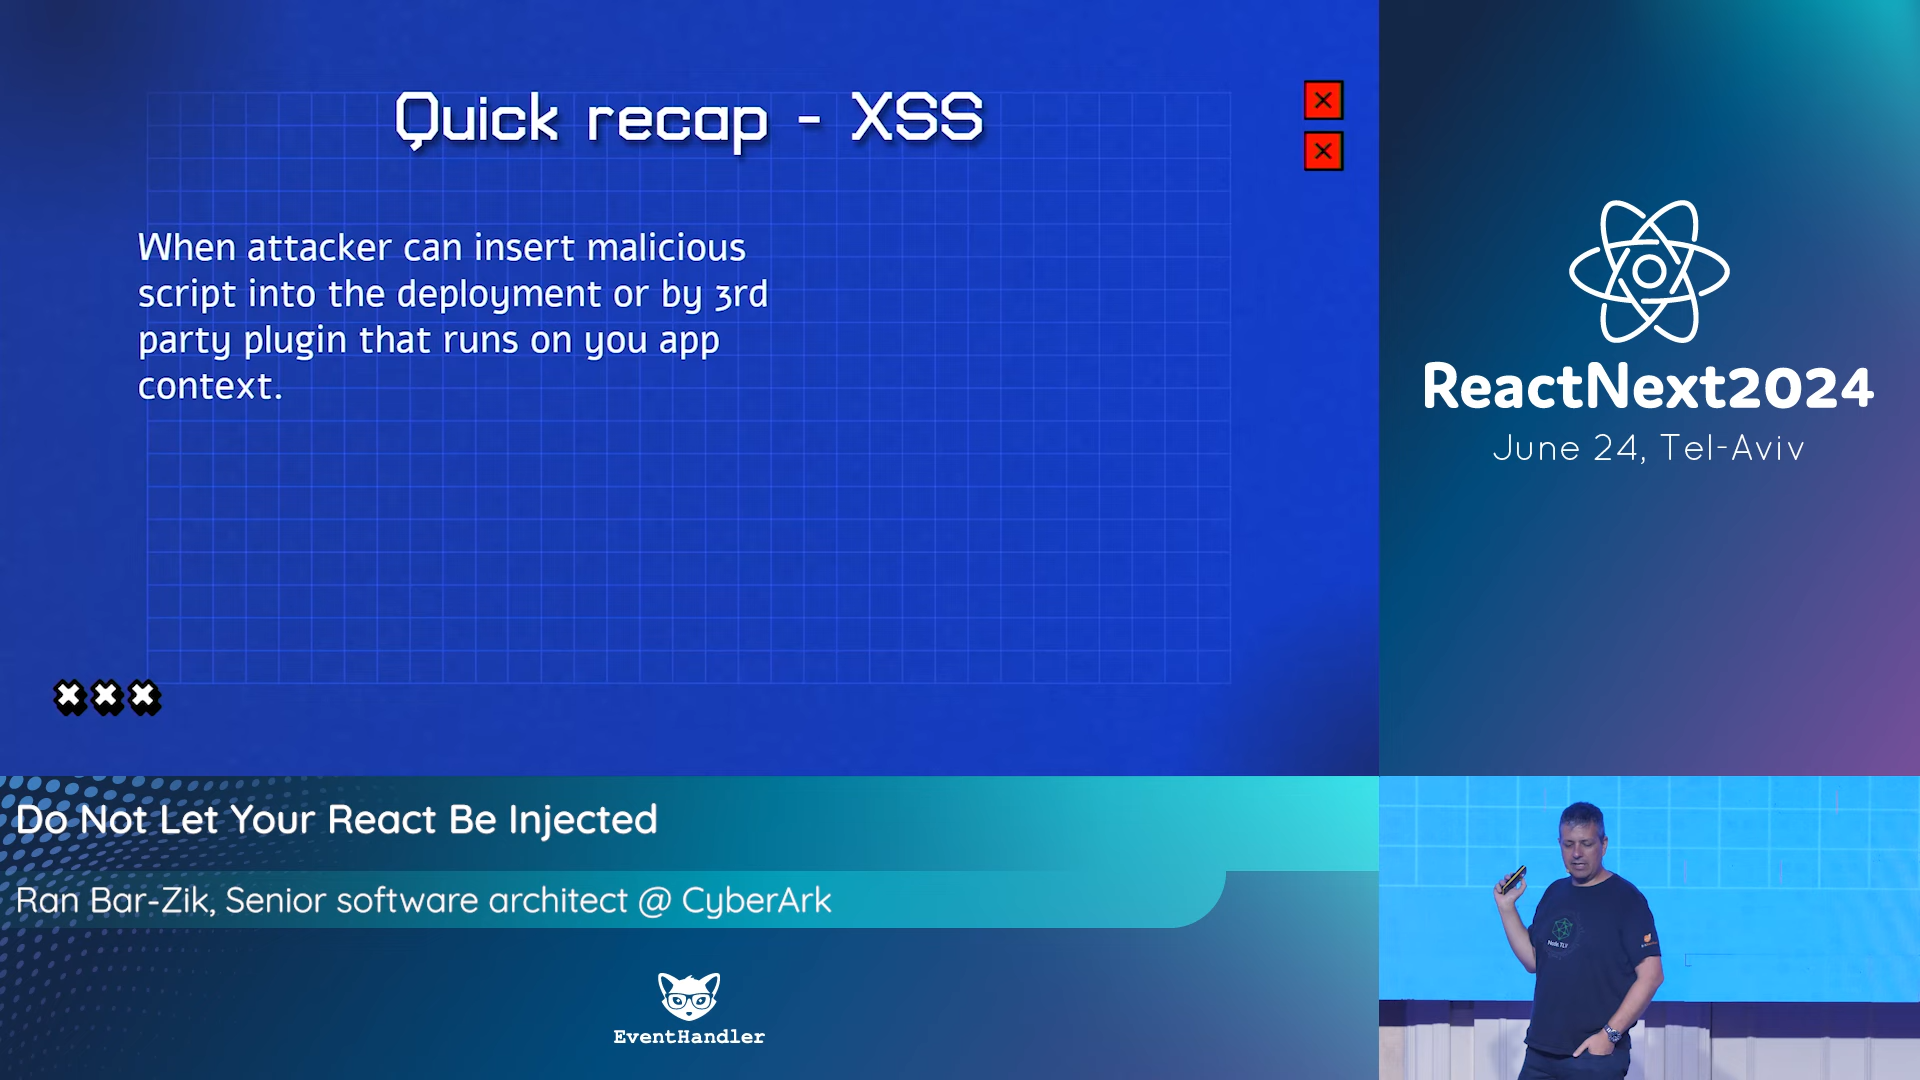 Quick recap - XSS
When attacker can insert malicious
script into the deployment or by 3rd
party plugin that runs on you app
context.
ReactNext2024
June 24, Tel-Aviv
Do Not Let Your React Be Injected
Ran Bar-Zik, Senior software architect @ CyberArk
EventHandler
Node.TLV